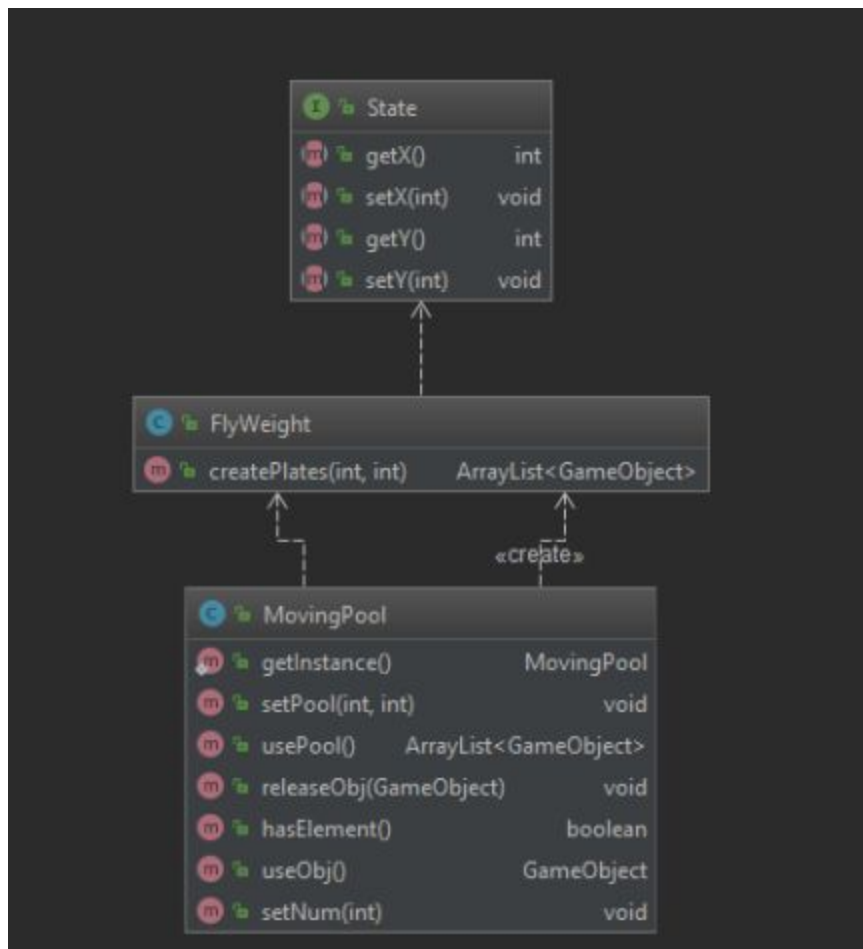 State
getX() int
setX(int) void
getY() int
setY(int) void
FlyWeight
createPlates(int, int) ArrayList<GameObject>
«create»
MovingPool
getInstance() MovingPool
setPool(int, int) void
usePool() ArrayList<GameObject>
releaseObj(GameObject) void
hasElement() boolean
useObj() GameObject
setNum(int) void